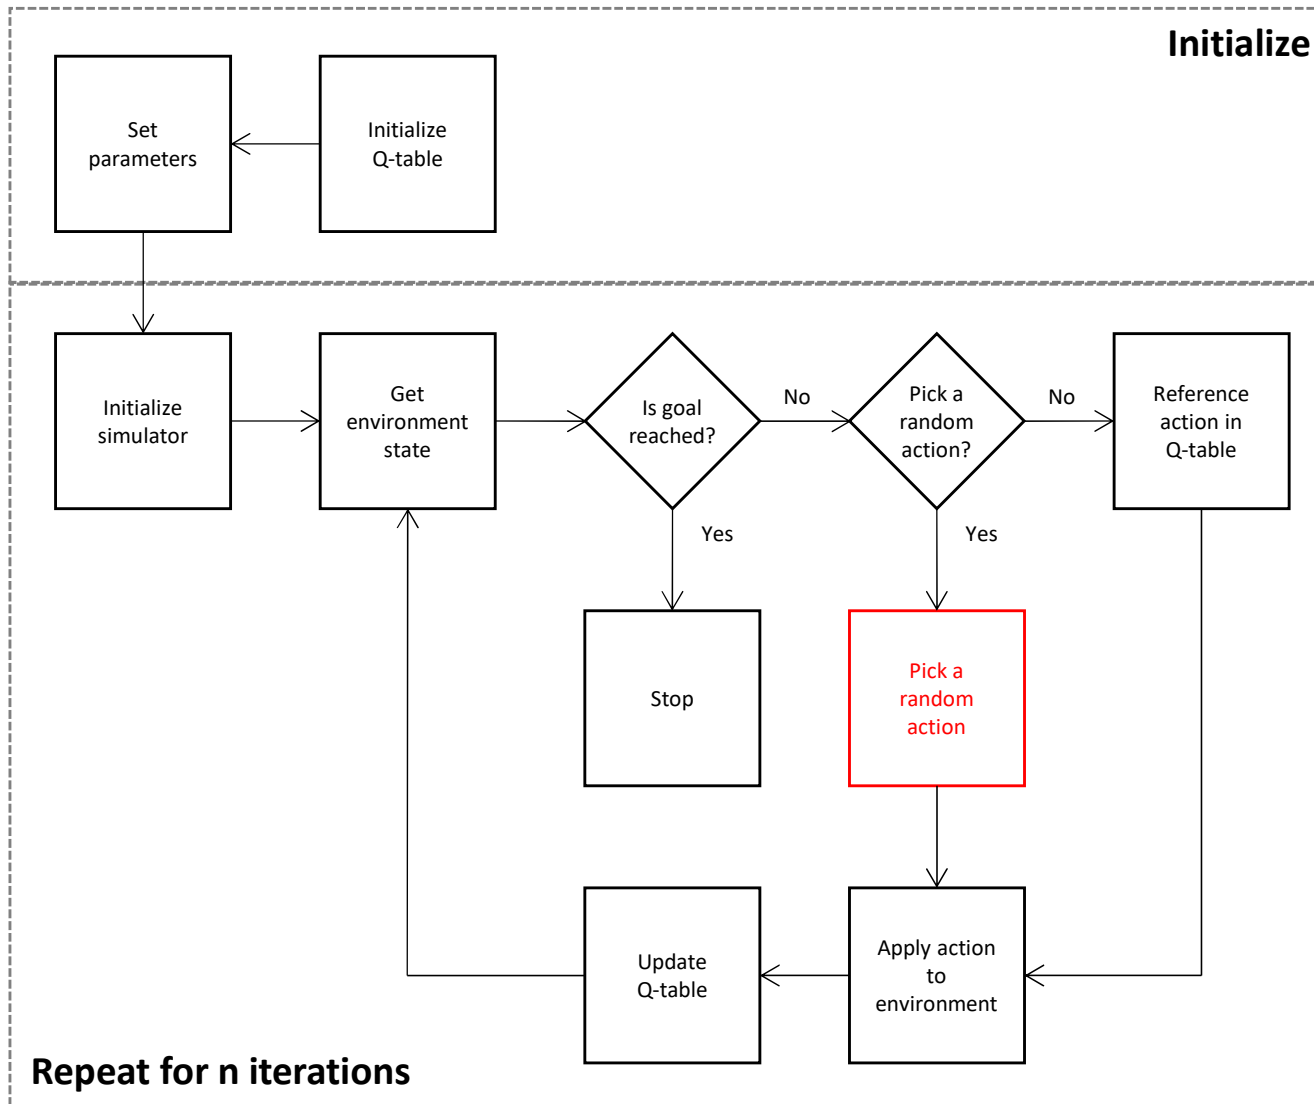 Initialize
Set
parameters
Initialize
Q-table
Initialize
simulator
Get
environment
state
Is goal
reached?
No
Pick a
random
action?
No
Reference
action in
Q-table
Yes
Yes
Stop
Pick a
random
action
Update
Q-table
Apply action
to
environment
Repeat for n iterations